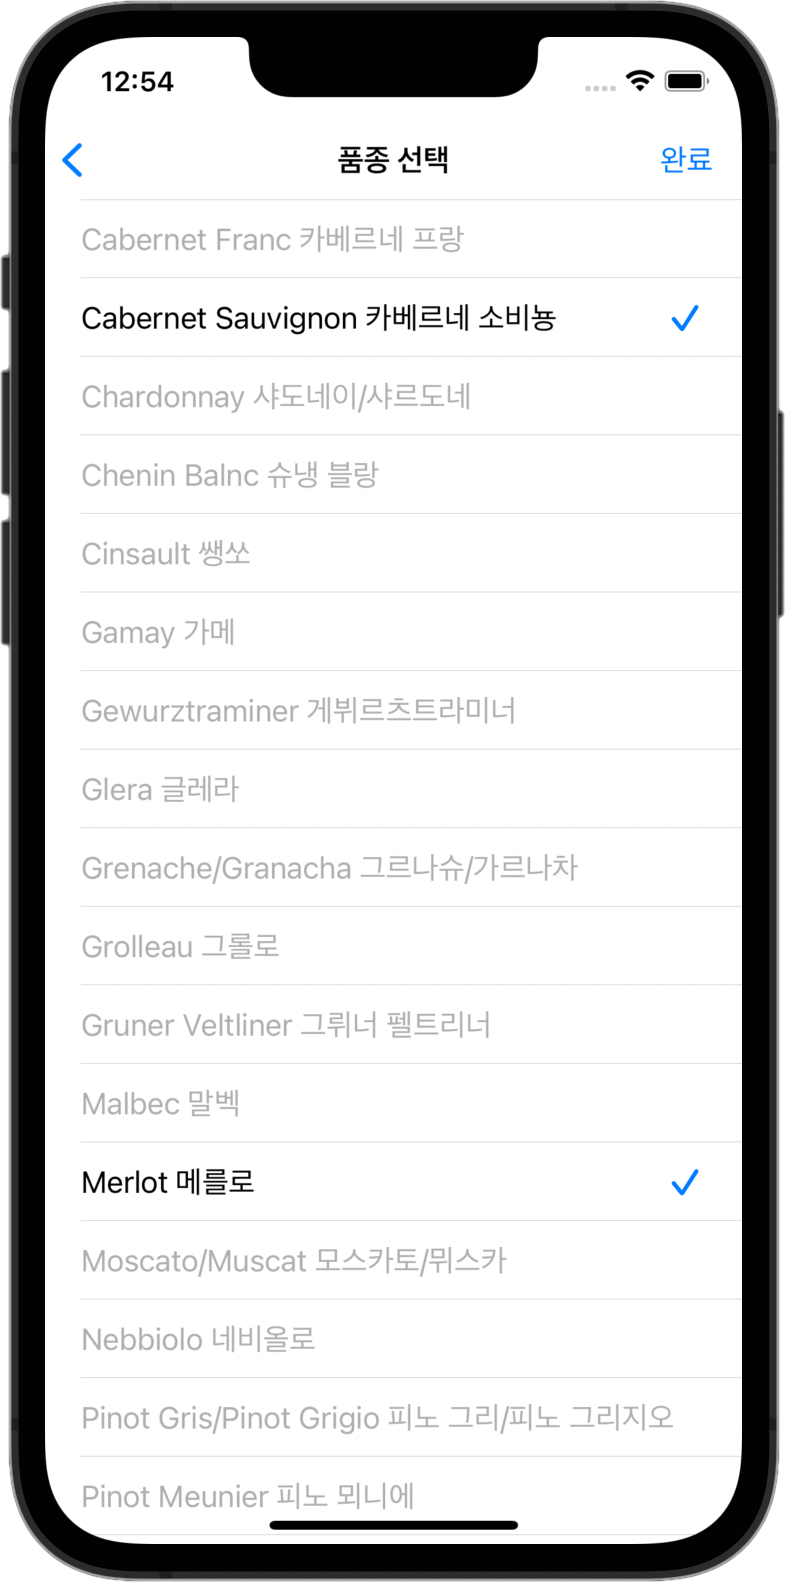 12:54
품종 선택
완료
Cabernet Franc 카베르네 프랑
Cabernet Sauvignon 카베르네 소비뇽
Chardonnay 샤도네이/샤르도네
Chenin Balnc 슈냉 블랑
Cinsault 쌩쏘
Gamay 가메
Gewurztraminer 게뷔르츠트라미너
Glera 글레라
Grenache/Granacha 그르나슈/가르나차
Grolleau 그롤로
Gruner Veltliner 그뤼너 펠트리너
Malbec 말벡
Merlot 메를로
Moscato/Muscat 모스카토/뮈스카
Nebbiolo 네비올로
Pinot Gris/Pinot Grigio 피노 그리/피노 그리지오
Pinot Meunier 피노 뫼니에